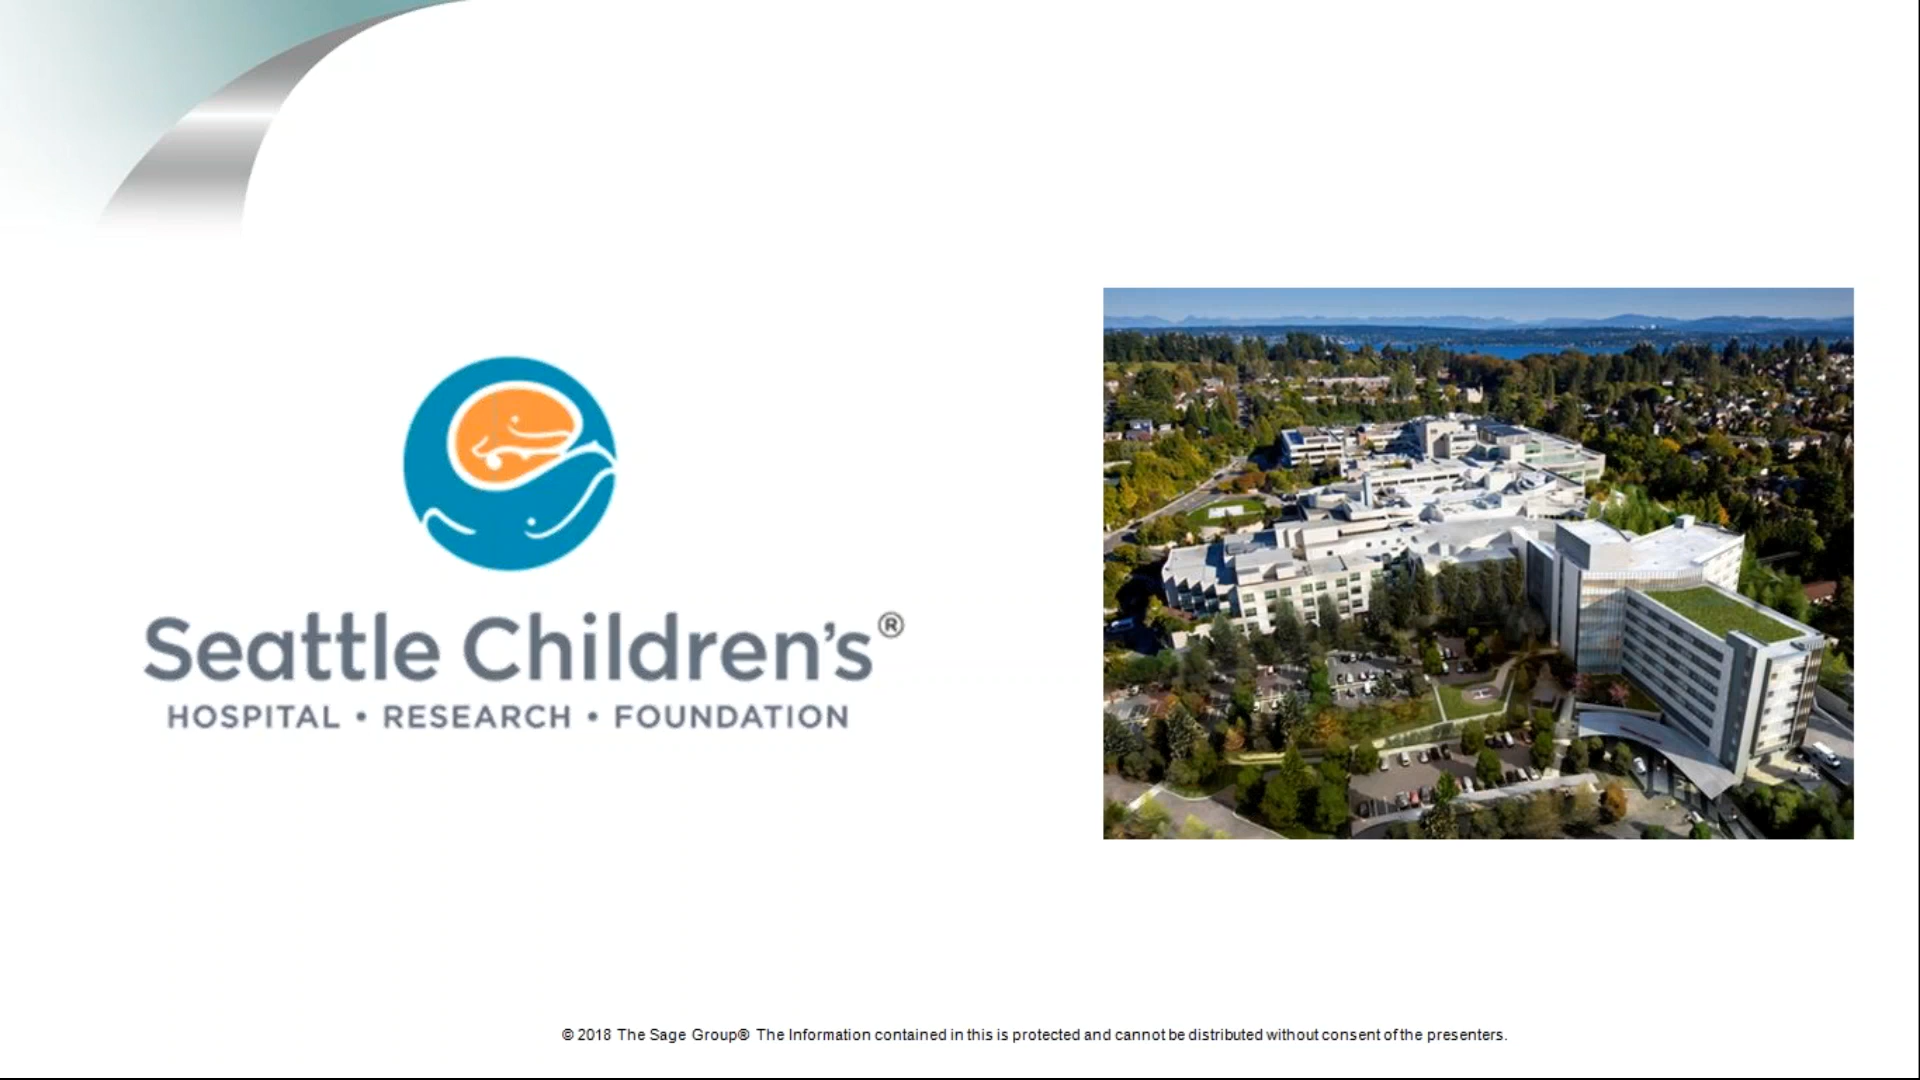 Seattle Children's®
HOSPITAL • RESEARCH • FOUNDATION
© 2018 The Sage Group® The Information contained in this is protected and cannot be distributed without consent of the presenters.